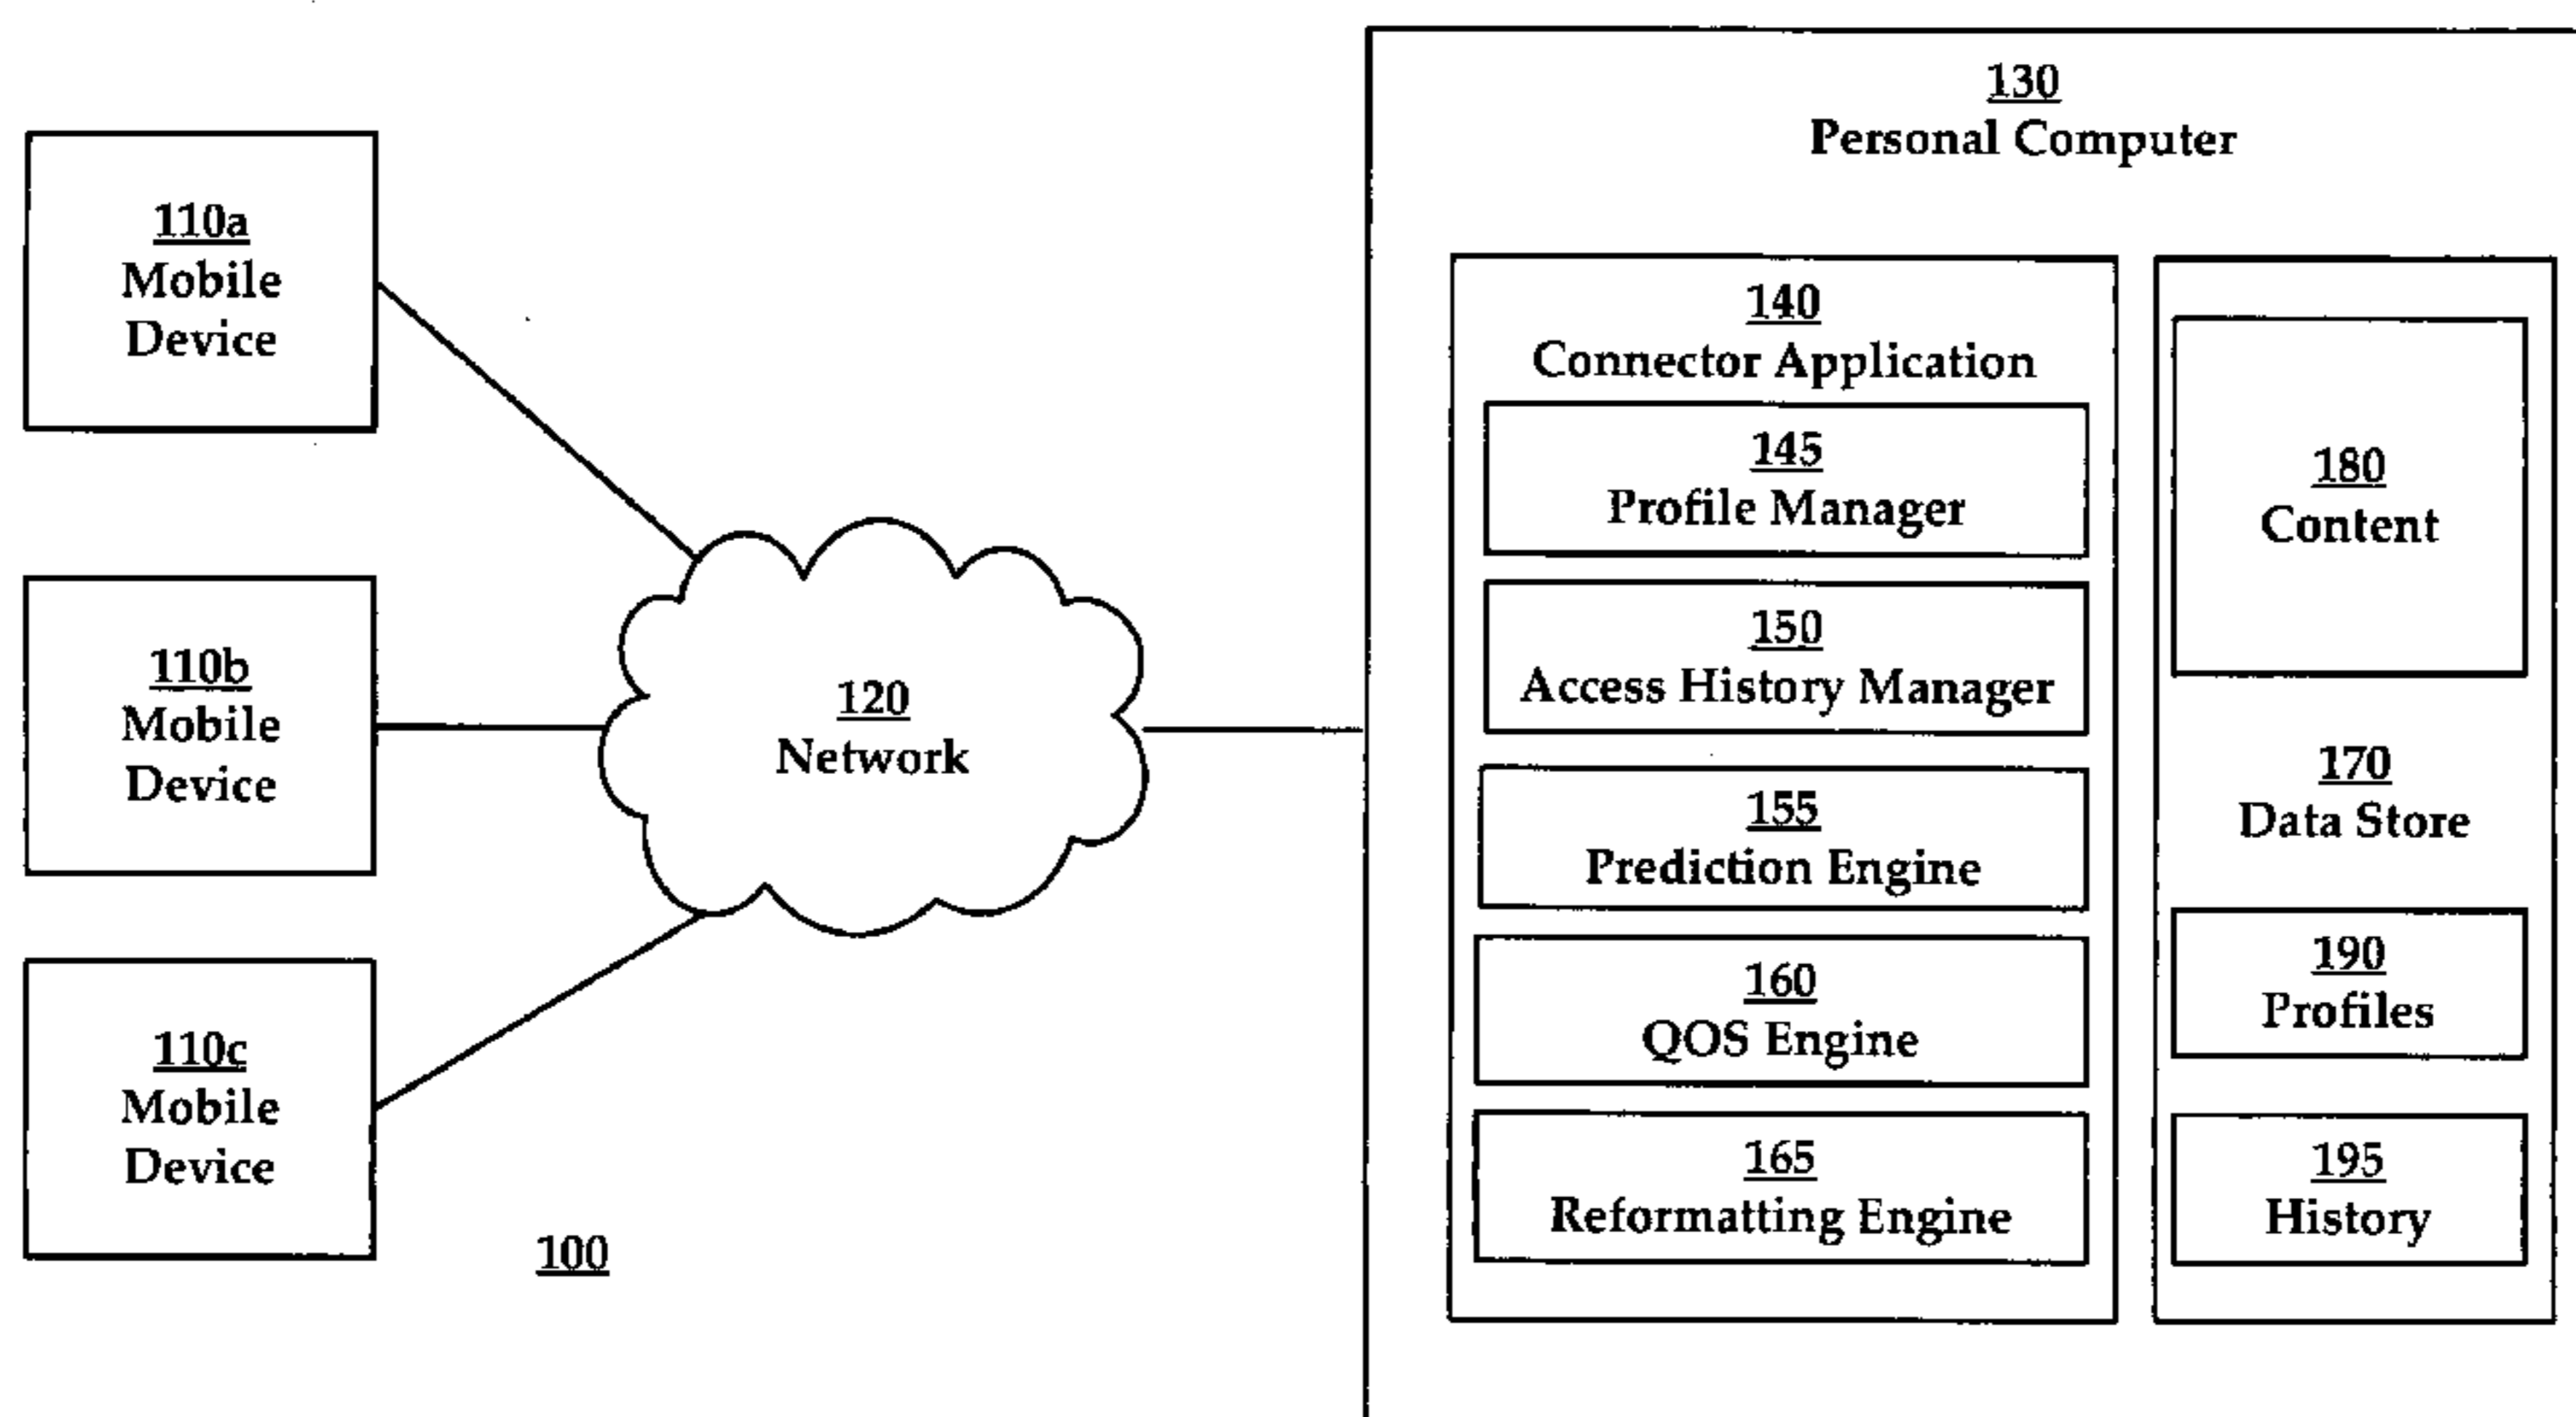 110a
Mobile
Device
110b
Mobile
Device
110c
Mobile
Device
100
120
Network
130
Personal Computer
140
Connector Application
145
Profile Manager
150
Access History Manager
155
Prediction Engine
160
QOS Engine
165
Reformatting Engine
180
Content
170
Data Store
190
Profiles
195
History